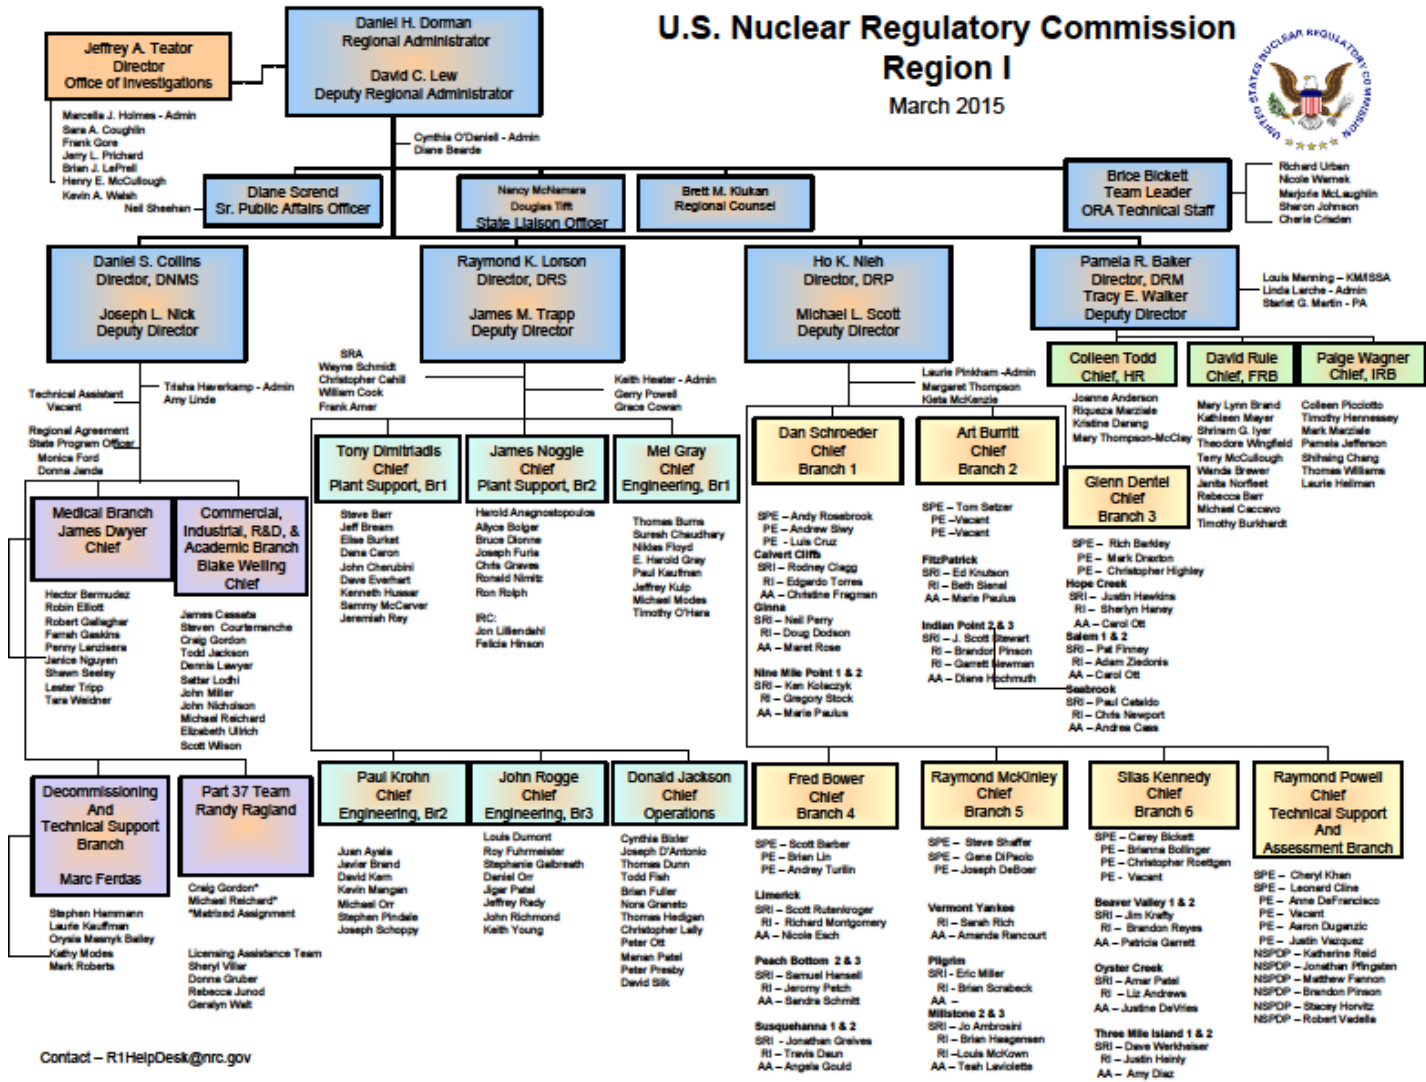 U.S. Nuclear Regulatory Commission
Region I
March 2015
UNITED STATES NUCLEAR REGULATORY COMMISSION
Daniel H. Dorman
Regional Administrator
David C. Lew
Deputy Regional Administrator
Jeffrey A. Teator
Director
Office of Investigations
Marcella J. Holmes - Admin
Sara A. Coughlin
Frank Gore
Jerry L. Prichard
Brian J. LePrell
Henry E. McCullough
Kevin A. Walsh
Cynthia O'Daniell - Admin
Diane Bearde
Neil Sheehan
Diane Screnci
Sr. Public Affairs Officer
Nancy McNamara
Douglas Tifft
State Liaison Officer
Brett M. Klukan
Regional Counsel
Brice Bickett
Team Leader
ORA Technical Staff
Richard Urban
Nicole Warnek
Marjorie McLaughlin
Sharon Johnson
Cherie Crisden
Daniel S. Collins
Director, DNMS
Joseph L. Nick
Deputy Director
Raymond K. Lorson
Director, DRS
James M. Trapp
Deputy Director
Ho K. Nieh
Director, DRP
Michael L. Scott
Deputy Director
Pamela R. Baker
Director, DRM
Tracy E. Walker
Deputy Director
Louis Manning – KM/ISSA
Linda Larche - Admin
Starlet G. Martin - PA
Technical Assistant
Vacant
Trisha Haverkamp - Admin
Amy Linde
Regional Agreement
State Program Officer
Monica Ford
Donna Janda
SRA
Wayne Schmidt
Christopher Cahill
William Cook
Frank Arner
Keith Heater - Admin
Gerry Powell
Grace Cowan
Laurie Pinkham -Admin
Margaret Thompson
Kieta McKenzie
Colleen Todd
Chief, HR
Joanne Anderson
Riqueza Marziale
Kristine Darang
Mary Thompson-McClay
David Rule
Chief, FRB
Mary Lynn Brand
Kathleen Mayer
Shriram G. Iyer
Theodore Wingfield
Terry McCullough
Wanda Brewer
Janita Norfleet
Rebecca Barr
Michael Caccavo
Timothy Burkhardt
Paige Wagner
Chief, IRB
Colleen Picciotto
Timothy Hennessey
Mark Marziale
Pamela Jefferson
Shihsing Chang
Thomas Williams
Laurie Heilman
Medical Branch
James Dwyer
Chief
Hector Bermudez
Robin Elliott
Robert Gallaghar
Farrah Gaskins
Penny Lanzisera
Janice Nguyen
Shawn Seeley
Lester Tripp
Tara Weidner
Commercial,
Industrial, R&D, &
Academic Branch
Blake Welling
Chief
James Cassata
Steven Courtemanche
Craig Gordon
Todd Jackson
Dennis Lawyer
Sattar Lodhi
John Miller
John Nicholson
Michael Reichard
Elizabeth Ullrich
Scott Wilson
Tony Dimitriadis
Chief
Plant Support, Br1
Steve Barr
Jeff Bream
Elise Burket
Dana Caron
John Cherubini
Dave Everhart
Kenneth Hussar
Sammy McCarver
Jeremiah Rey
James Noggle
Chief
Plant Support, Br2
Harold Anagnostopoulos
Allyce Bolger
Bruce Dionne
Joseph Furia
Chris Graves
Ronald Nimitz
Ron Rolph
IRC:
Jon Lilliendahl
Felicia Hinson
Mel Gray
Chief
Engineering, Br1
Thomas Burns
Suresh Chaudhary
Niklas Floyd
E. Harold Gray
Paul Kaufman
Jeffrey Kulp
Michael Modes
Timothy O'Hara
Dan Schroeder
Chief
Branch 1
SPE – Andy Rosebrook
PE – Andrew Siwy
PE - Luis Cruz
Calvert Cliffs
SRI – Rodney Clagg
RI – Edgardo Torres
AA – Christine Fragman
Ginna
SRI – Neil Perry
RI – Doug Dodson
AA – Maret Rose
Nine Mile Point 1 & 2
SRI – Ken Kolaczyk
RI – Gregory Stock
AA – Marie Paulus
Art Burritt
Chief
Branch 2
SPE – Tom Setzer
PE –Vacant
PE –Vacant
FitzPatrick
SRI – Ed Knutson
RI – Beth Sienel
AA – Marie Paulus
Indian Point 2 & 3
SRI – J. Scott Stewart
RI – Brandon Pinson
RI – Garrett Newman
AA – Diane Hochmuth
Glenn Dentel
Chief
Branch 3
SPE – Rich Barkley
PE – Mark Draxton
PE – Christopher Highley
Hope Creek
SRI – Justin Hawkins
RI – Sherlyn Haney
AA – Carol Ott
Salem 1 & 2
SRI – Pat Finney
RI – Adam Ziedonis
AA – Carol Ott
Seabrook
SRI – Paul Cataldo
RI – Chris Newport
AA – Andrea Cass
Decommissioning
And
Technical Support
Branch
Marc Ferdas
Stephen Hammann
Laurie Kauffman
Orysia Masnyk Bailey
Kathy Modes
Mark Roberts
Part 37 Team
Randy Ragland
Craig Gordon*
Michael Reichard*
*Matrixed Assignment
Licensing Assistance Team
Sheryl Villar
Donna Gruber
Rebecca Junod
Geralyn Wait
Paul Krohn
Chief
Engineering, Br2
Juan Ayala
Javier Brand
David Kern
Kevin Mangan
Michael Orr
Stephen Pindale
Joseph Schoppy
John Rogge
Chief
Engineering, Br3
Louis Dumont
Roy Fuhrmeister
Stephanie Galbreath
Daniel Orr
Jigar Patel
Jeffrey Rady
John Richmond
Keith Young
Donald Jackson
Chief
Operations
Cynthia Bixler
Joseph D'Antonio
Thomas Dunn
Todd Fish
Brian Fuller
Nora Graneto
Thomas Hedigan
Christopher Lally
Peter Ott
Manan Patel
Peter Presby
David Silk
Fred Bower
Chief
Branch 4
SPE – Scott Barber
PE – Brian Lin
PE – Andrey Turilin
Limerick
SRI – Scott Rutenkroger
RI - Richard Montgomery
AA – Nicole Esch
Peach Bottom 2 & 3
SRI – Samuel Hansell
RI – Jeromy Petch
AA – Sandra Schmitt
Susquehanna 1 & 2
SRI - Jonathan Greives
RI – Travis Daun
AA – Angela Gould
Raymond McKinley
Chief
Branch 5
SPE – Steve Shaffer
SPE – Gene DiPaolo
PE – Joseph DeBoer
Vermont Yankee
RI – Sarah Rich
AA – Amanda Rancourt
Pilgrim
SRI - Eric Miller
RI - Brian Scrabeck
AA –
Millstone 2 & 3
SRI – Jo Ambrosini
RI – Brian Haagensen
RI –Louis McKown
AA – Teah Laviolette
Silas Kennedy
Chief
Branch 6
SPE – Carey Bickett
PE – Brianna Bollinger
PE – Christopher Roettgen
PE - Vacant
Beaver Valley 1 & 2
SRI – Jim Krafty
RI – Brandon Reyes
AA – Patricia Garrett
Oyster Creek
SRI – Amar Patel
RI – Liz Andrews
AA – Justine DeVries
Three Mile Island 1 & 2
SRI – Dave Werkheiser
RI – Justin Heinly
AA – Amy Diaz
Raymond Powell
Chief
Technical Support
And
Assessment Branch
SPE – Cheryl Khan
SPE – Leonard Cline
PE – Anne DeFrancisco
PE – Vacant
PE – Aaron Duganzic
PE – Justin Vazquez
NSPDP – Katherine Reid
NSPDP – Jonathan Pfingsten
NSPDP – Matthew Fannon
NSPDP – Brandon Pinson
NSPDP – Stacey Horvitz
NSPDP – Robert Vadella
Contact – R1HelpDesk@nrc.gov